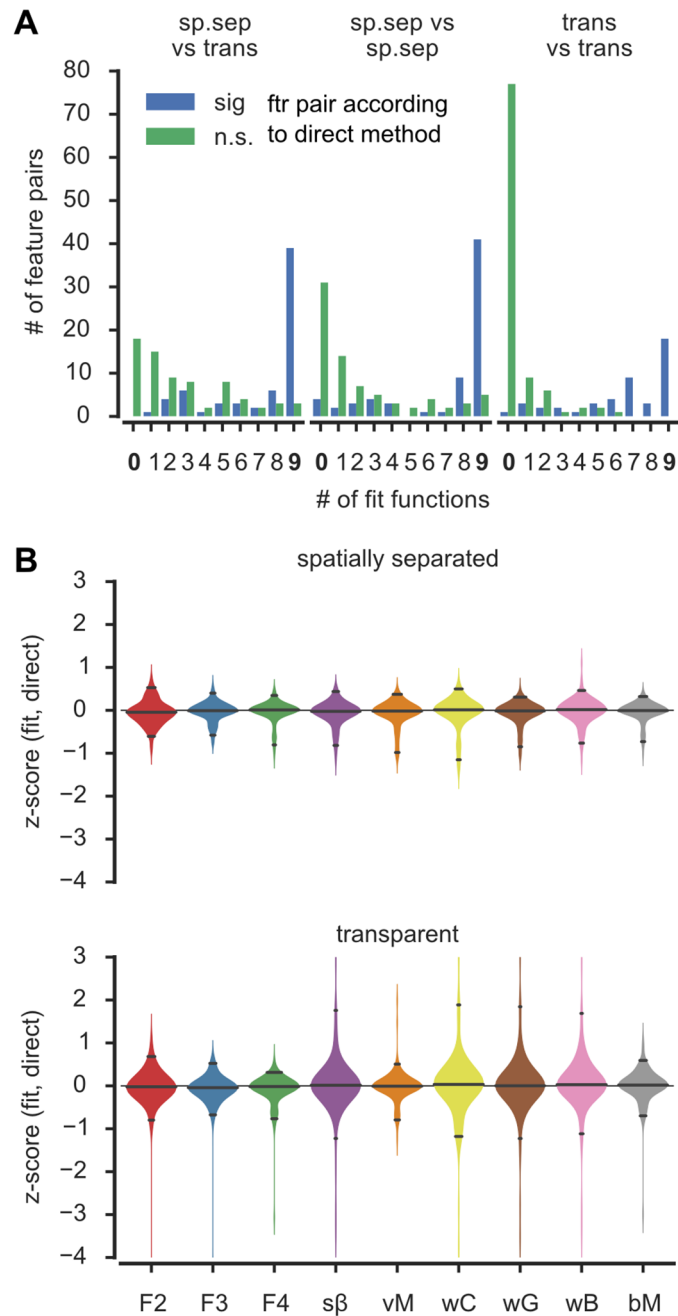 A
sp.sep
vs trans
sp.sep vs
sp.sep
trans
vs trans
80
70
60
50
40
30
20
10
0
# of feature pairs
sig
n.s.
ftr pair according
to direct method
0 1 2 3 4 5 6 7 8 9
0 1 2 3 4 5 6 7 8 9
0 1 2 3 4 5 6 7 8 9
# of fit functions
B
spatially separated
3
2
1
0
−1
−2
−3
−4
z-score (fit, direct)
transparent
3
2
1
0
−1
−2
−3
−4
z-score (fit, direct)
F2 F3 F4 sβ vM wC wG wB bM